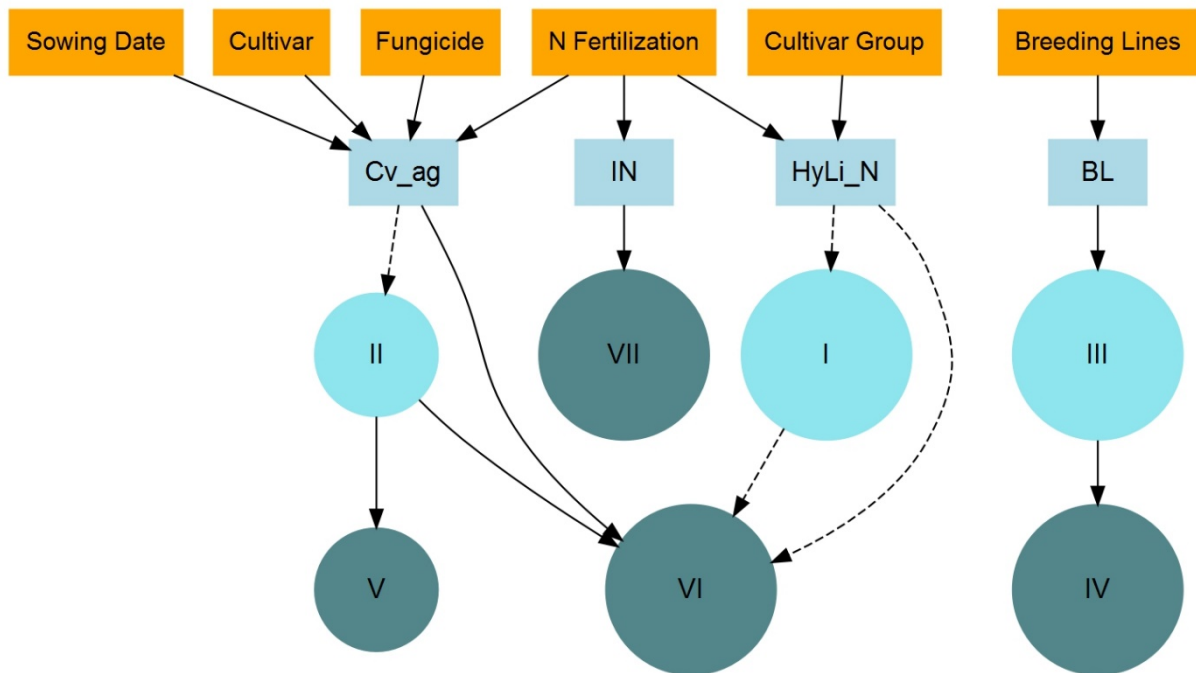 Sowing Date
Cultivar
Fungicide
N Fertilization
Cultivar Group
Breeding Lines
Cv_ag
IN
HyLi_N
BL
II
VII
I
III
V
VI
IV